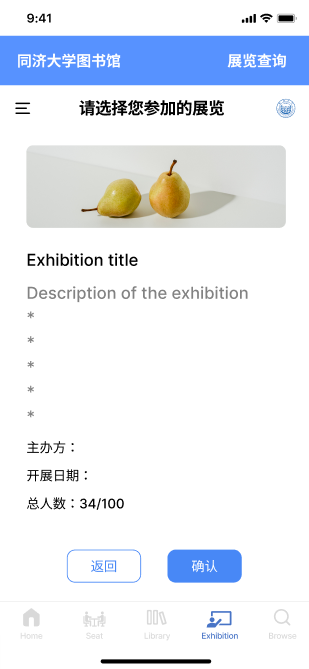 9:41
同济大学图书馆 展览查询
请选择您参加的展览
Exhibition title
Description of the exhibition
*
*
*
*
*
主办方：
开展日期：
总人数：34/100
返回 确认
Home Seat Library Exhibition Browse